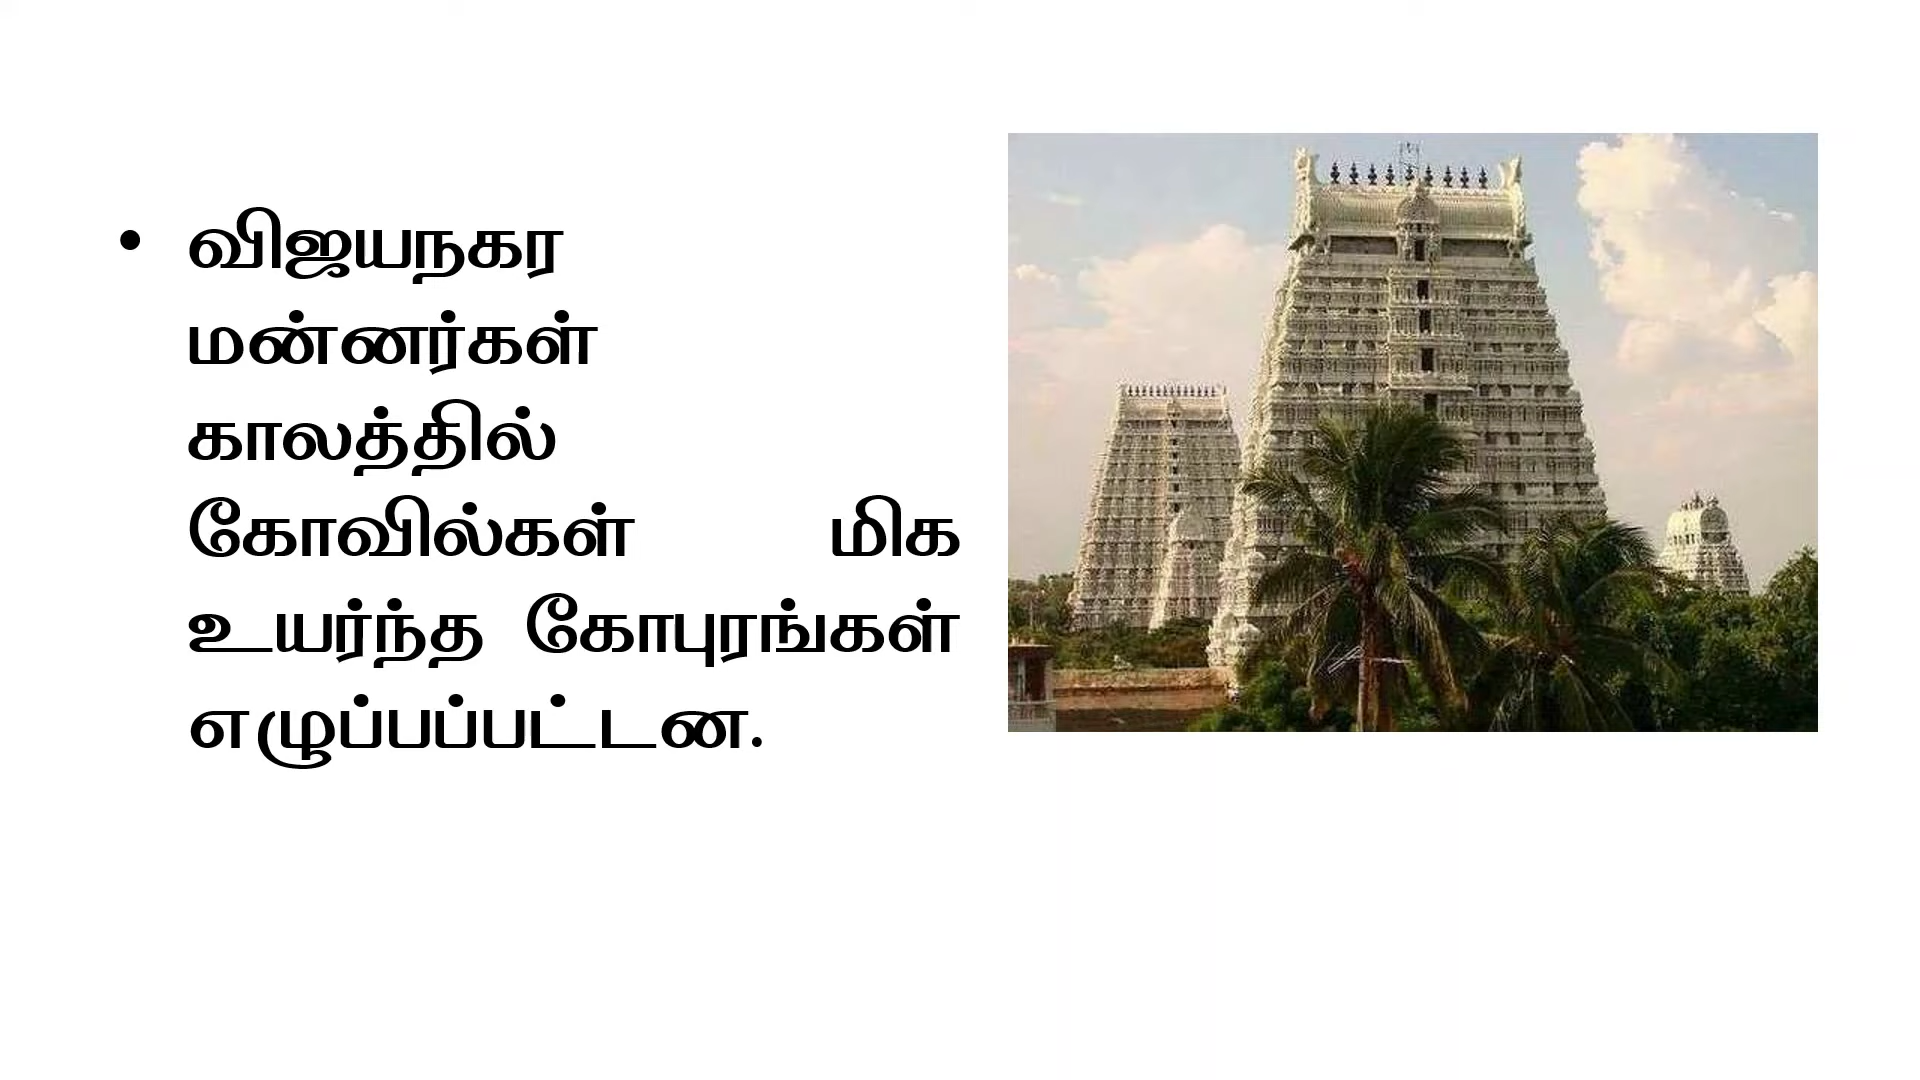 • விஜயநகர
மன்னர்கள்
காலத்தில்
கோவில்கள் மிக
உயர்ந்த கோபுரங்கள்
எழுப்பப்பட்டன.